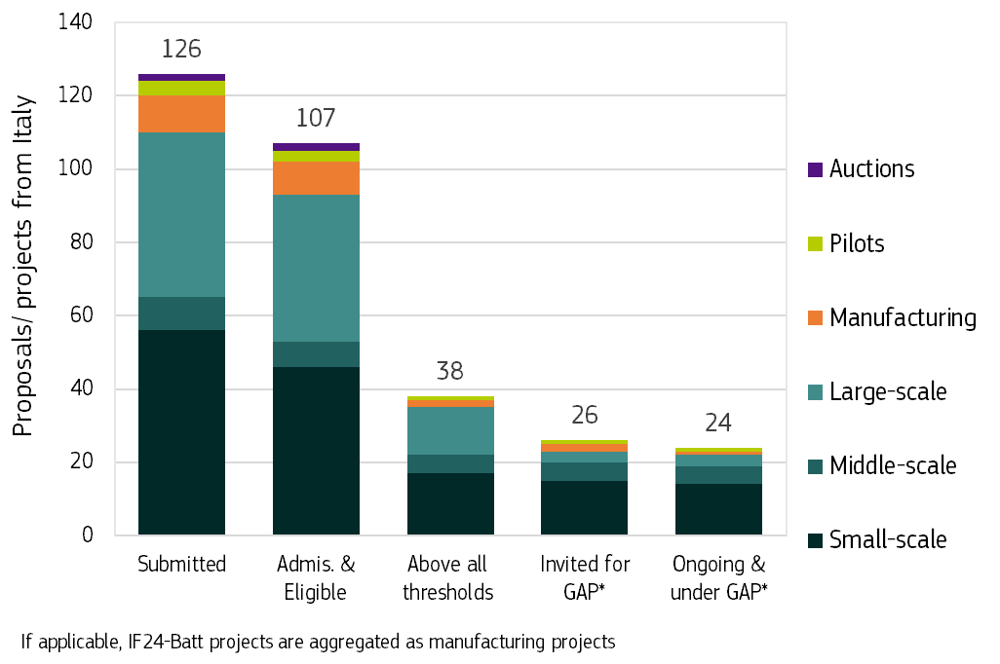 140
120
100
80
60
40
20
0
Proposals/ projects from Italy
126
107
38
26
24
Submitted
Admis. &
Eligible
Above all
thresholds
Invited for
GAP*
Ongoing &
under GAP*
Auctions
Pilots
Manufacturing
Large-scale
Middle-scale
Small-scale
If applicable, IF24-Batt projects are aggregated as manufacturing projects